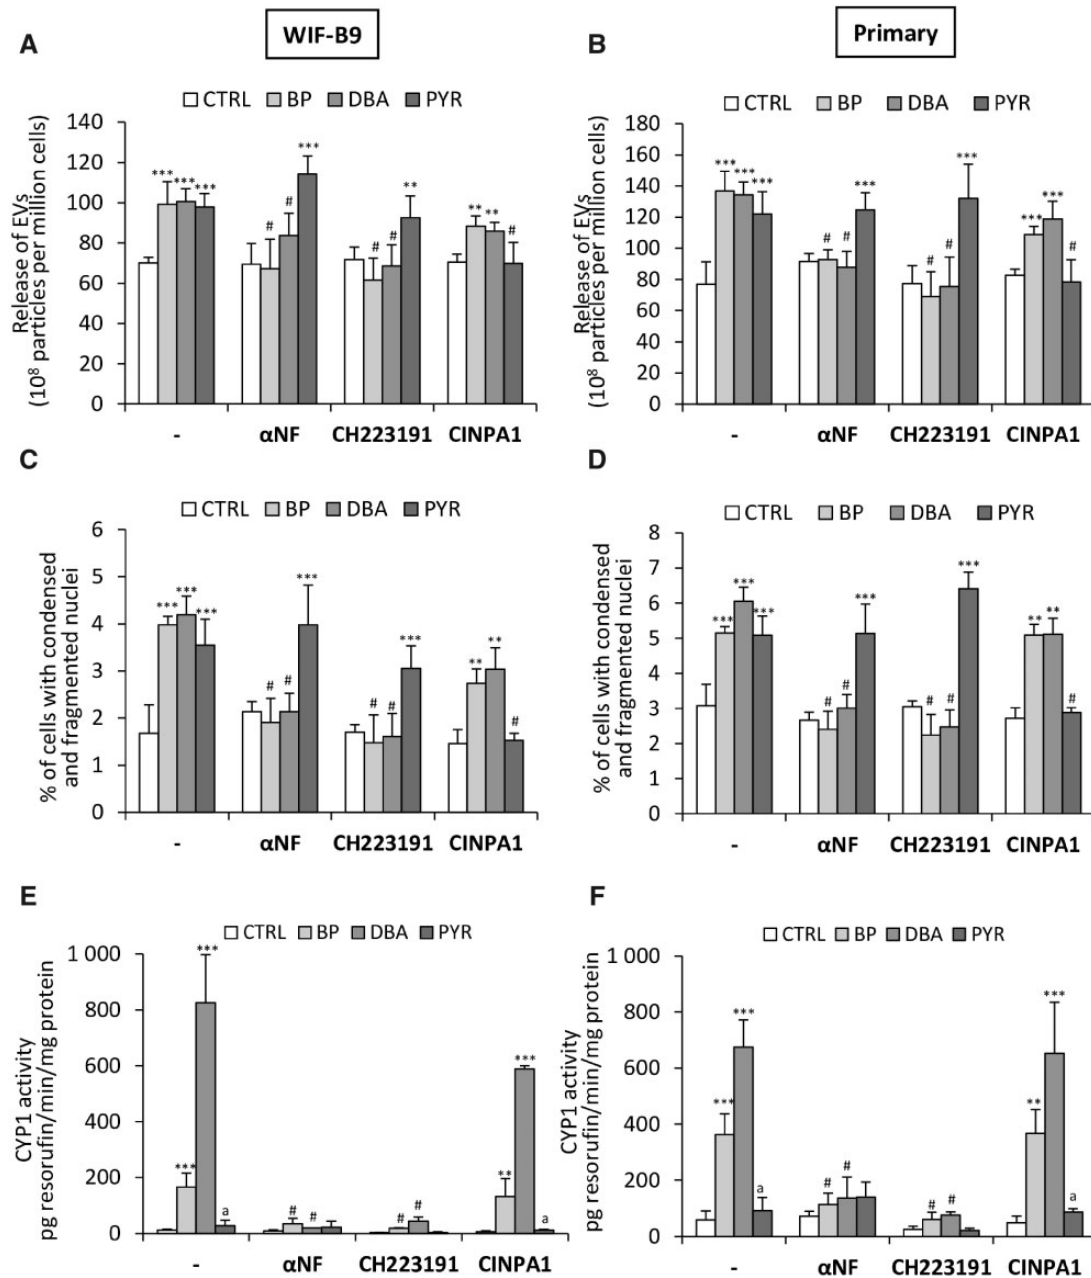 A
WIF-B9
CTRL BP DBA PYR
Release of EVs
(10⁸ particles per million cells)
140
120
100
80
60
40
20
0
*** *** *** # # *** # # ** ** ** #
- αNF CH223191 CINPA1
B
Primary
CTRL BP DBA PYR
Release of EVs
(10⁸ particles per million cells)
180
160
140
120
100
80
60
40
20
0
*** *** *** # # *** # # *** *** *** #
- αNF CH223191 CINPA1
C
CTRL BP DBA PYR
% of cells with condensed
and fragmented nuclei
6
5
4
3
2
1
0
*** *** *** # # *** # # *** ** ** #
- αNF CH223191 CINPA1
D
CTRL BP DBA PYR
% of cells with condensed
and fragmented nuclei
8
7
6
5
4
3
2
1
0
*** *** *** # # *** # # *** ** ** #
- αNF CH223191 CINPA1
E
CTRL BP DBA PYR
CYP1 activity
pg resorufin/min/mg protein
1 000
800
600
400
200
0
*** *** a # # # # ** *** a
- αNF CH223191 CINPA1
F
CTRL BP DBA PYR
CYP1 activity
pg resorufin/min/mg protein
1 000
800
600
400
200
0
*** *** a # # # # ** *** a
- αNF CH223191 CINPA1